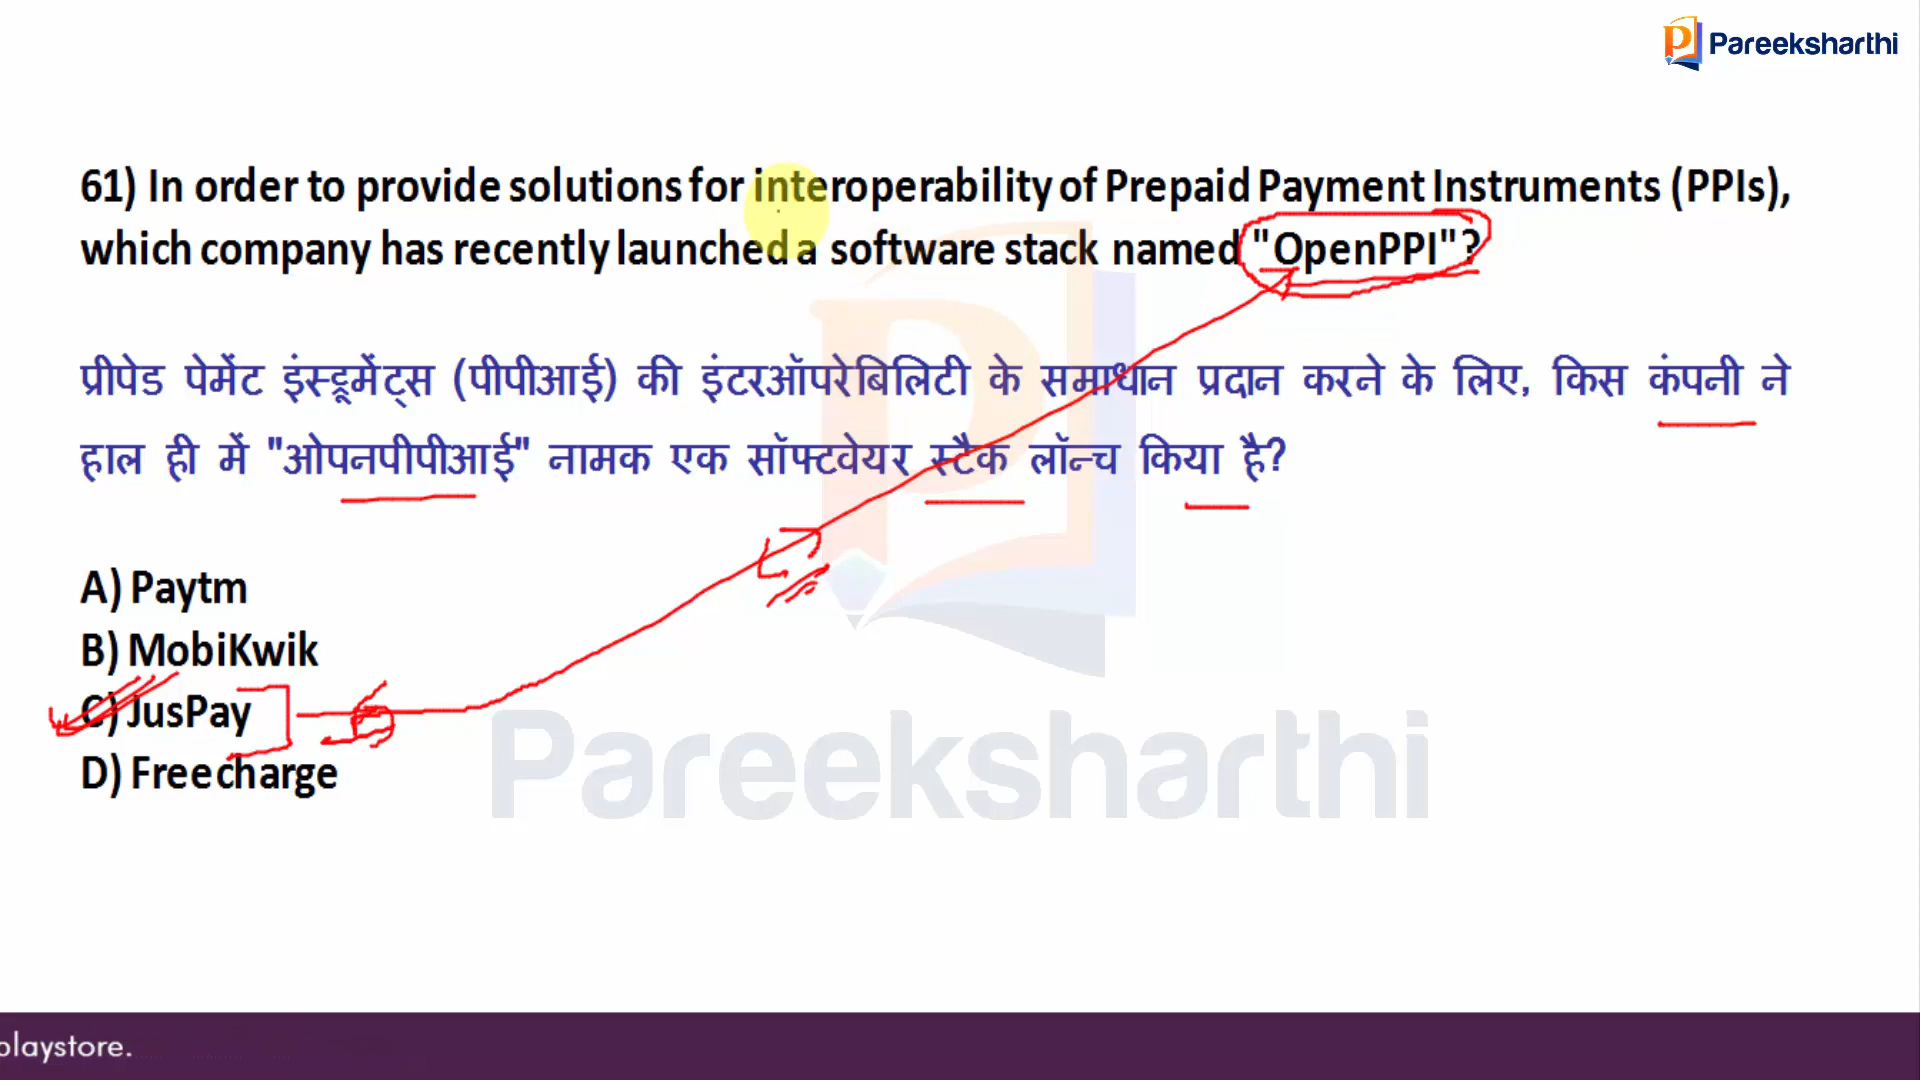 Pareeksharthi
61) In order to provide solutions for interoperability of Prepaid Payment Instruments (PPIs),
which company has recently launched a software stack named "OpenPPI"?
प्रीपेड पेमेंट इंस्ट्रूमेंट्स (पीपीआई) की इंटरऑपरेबिलिटी के समाधान प्रदान करने के लिए, किस कंपनी ने
हाल ही में "ओपनपीपीआई" नामक एक सॉफ्टवेयर स्टैक लॉन्च किया है?
A) Paytm
B) MobiKwik
C) JusPay
D) Freecharge
Pareeksharthi
playstore.